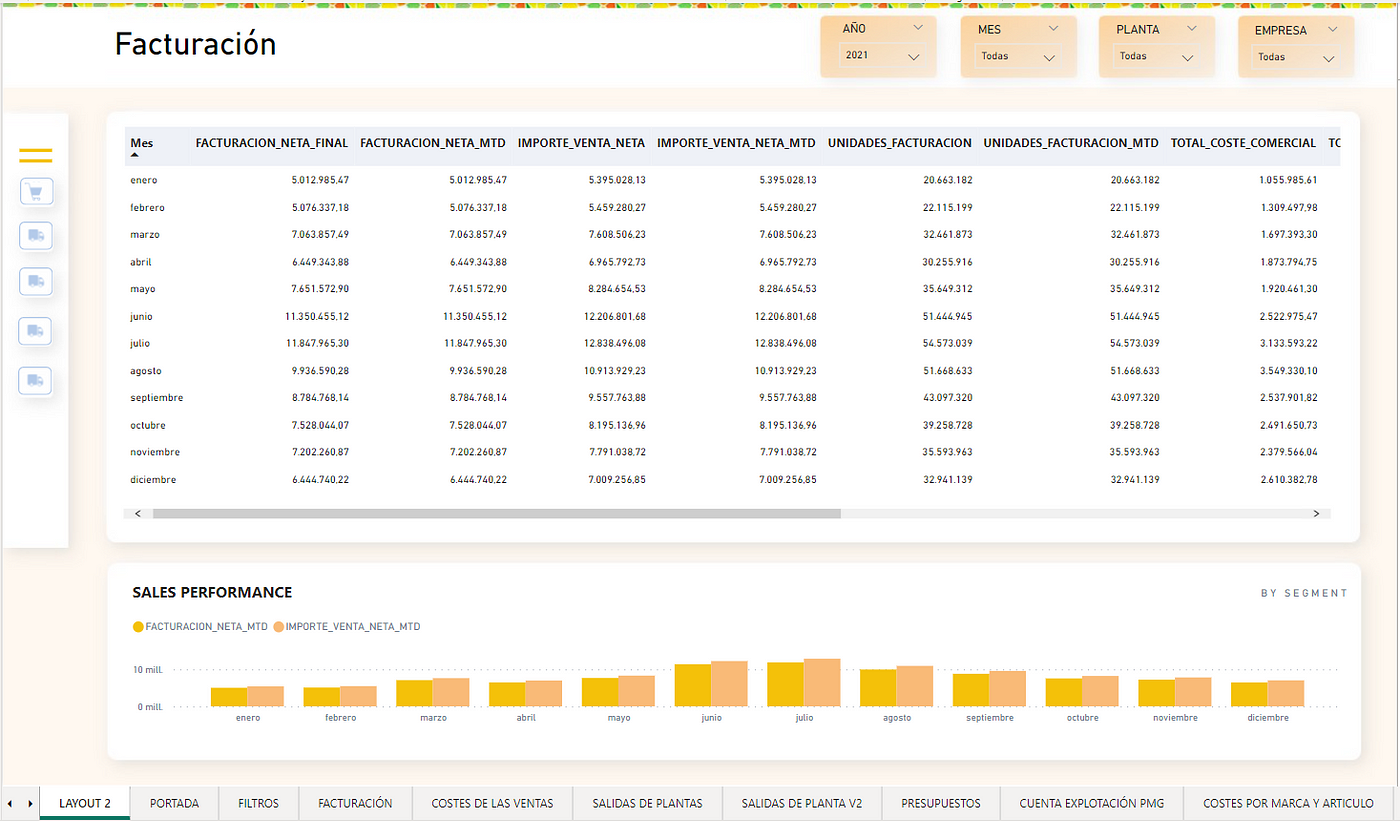 Facturación
AÑO
2021
MES
Todas
PLANTA
Todas
EMPRESA
Todas
Mes FACTURACION_NETA_FINAL FACTURACION_NETA_MTD IMPORTE_VENTA_NETA IMPORTE_VENTA_NETA_MTD UNIDADES_FACTURACION UNIDADES_FACTURACION_MTD TOTAL_COSTE_COMERCIAL TO
enero 5.012.985,47 5.012.985,47 5.395.028,13 5.395.028,13 20.663.182 20.663.182 1.055.985,61
febrero 5.076.337,18 5.076.337,18 5.459.280,27 5.459.280,27 22.115.199 22.115.199 1.309.497,98
marzo 7.063.857,49 7.063.857,49 7.608.506,23 7.608.506,23 32.461.873 32.461.873 1.697.393,30
abril 6.449.343,88 6.449.343,88 6.965.792,73 6.965.792,73 30.255.916 30.255.916 1.873.794,75
mayo 7.651.572,90 7.651.572,90 8.284.654,53 8.284.654,53 35.649.312 35.649.312 1.920.461,30
junio 11.350.455,12 11.350.455,12 12.206.801,68 12.206.801,68 51.444.945 51.444.945 2.522.975,47
julio 11.847.965,30 11.847.965,30 12.838.496,08 12.838.496,08 54.573.039 54.573.039 3.133.593,22
agosto 9.936.590,28 9.936.590,28 10.913.929,23 10.913.929,23 51.668.633 51.668.633 3.549.330,10
septiembre 8.784.768,14 8.784.768,14 9.557.763,88 9.557.763,88 43.097.320 43.097.320 2.537.901,82
octubre 7.528.044,07 7.528.044,07 8.195.136,96 8.195.136,96 39.258.728 39.258.728 2.491.650,73
noviembre 7.202.260,87 7.202.260,87 7.791.038,72 7.791.038,72 35.593.963 35.593.963 2.379.566,04
diciembre 6.444.740,22 6.444.740,22 7.009.256,85 7.009.256,85 32.941.139 32.941.139 2.610.382,78
SALES PERFORMANCE
BY SEGMENT
FACTURACION_NETA_MTD IMPORTE_VENTA_NETA_MTD
10 mill.
0 mill.
enero febrero marzo abril mayo junio julio agosto septiembre octubre noviembre diciembre
LAYOUT 2 PORTADA FILTROS FACTURACIÓN COSTES DE LAS VENTAS SALIDAS DE PLANTAS SALIDAS DE PLANTA V2 PRESUPUESTOS CUENTA EXPLOTACIÓN PMG COSTES POR MARCA Y ARTICULO